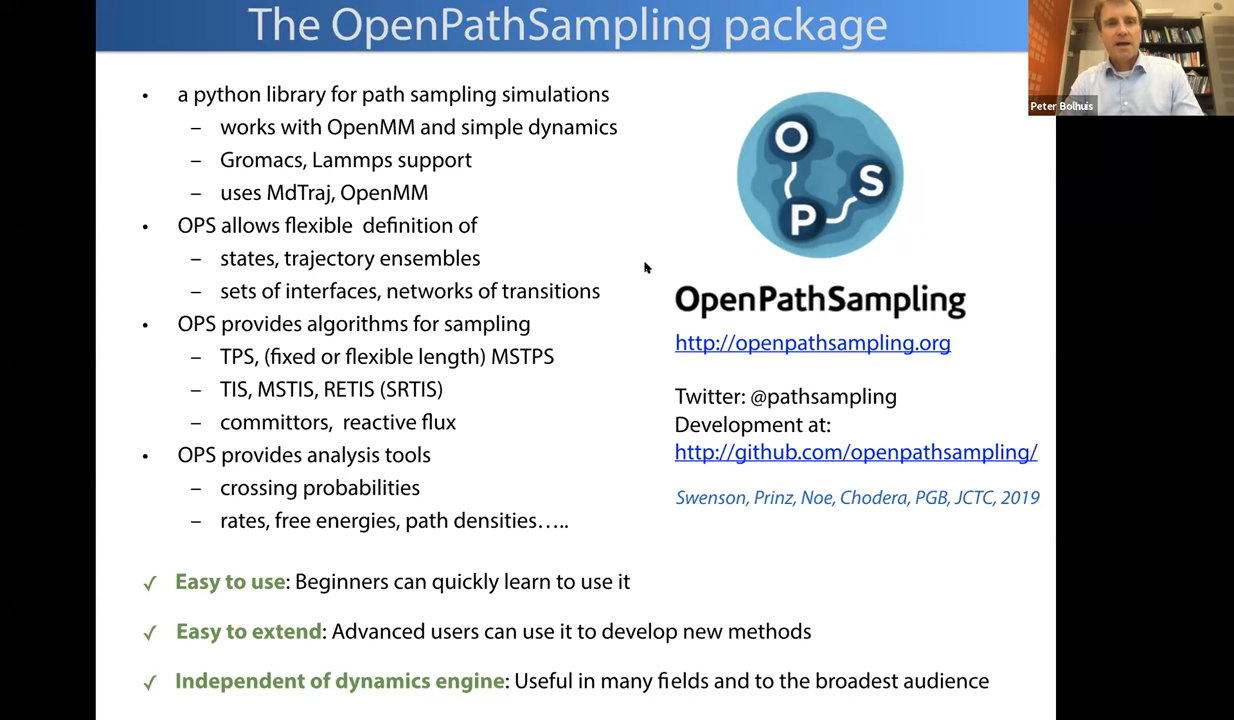 The OpenPathSampling package
• a python library for path sampling simulations
– works with OpenMM and simple dynamics
– Gromacs, Lammps support
– uses MdTraj, OpenMM
• OPS allows flexible definition of
– states, trajectory ensembles
– sets of interfaces, networks of transitions
• OPS provides algorithms for sampling
– TPS, (fixed or flexible length) MSTPS
– TIS, MSTIS, RETIS (SRTIS)
– committors, reactive flux
• OPS provides analysis tools
– crossing probabilities
– rates, free energies, path densities…..
✓ Easy to use: Beginners can quickly learn to use it
✓ Easy to extend: Advanced users can use it to develop new methods
✓ Independent of dynamics engine: Useful in many fields and to the broadest audience
O
P
S
OpenPathSampling
http://openpathsampling.org
Twitter: @pathsampling
Development at:
http://github.com/openpathsampling/
Swenson, Prinz, Noe, Chodera, PGB, JCTC, 2019
Peter Bolhuis